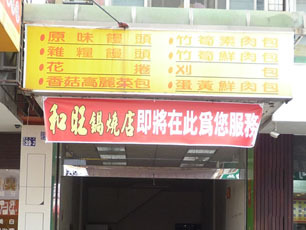 原味饅頭
雜糧饅頭
花捲
香菇高麗菜包
竹筍素肉包
竹筍鮮肉包
刈包
蛋黃鮮肉包
和旺鍋燒店即將在此為您服務